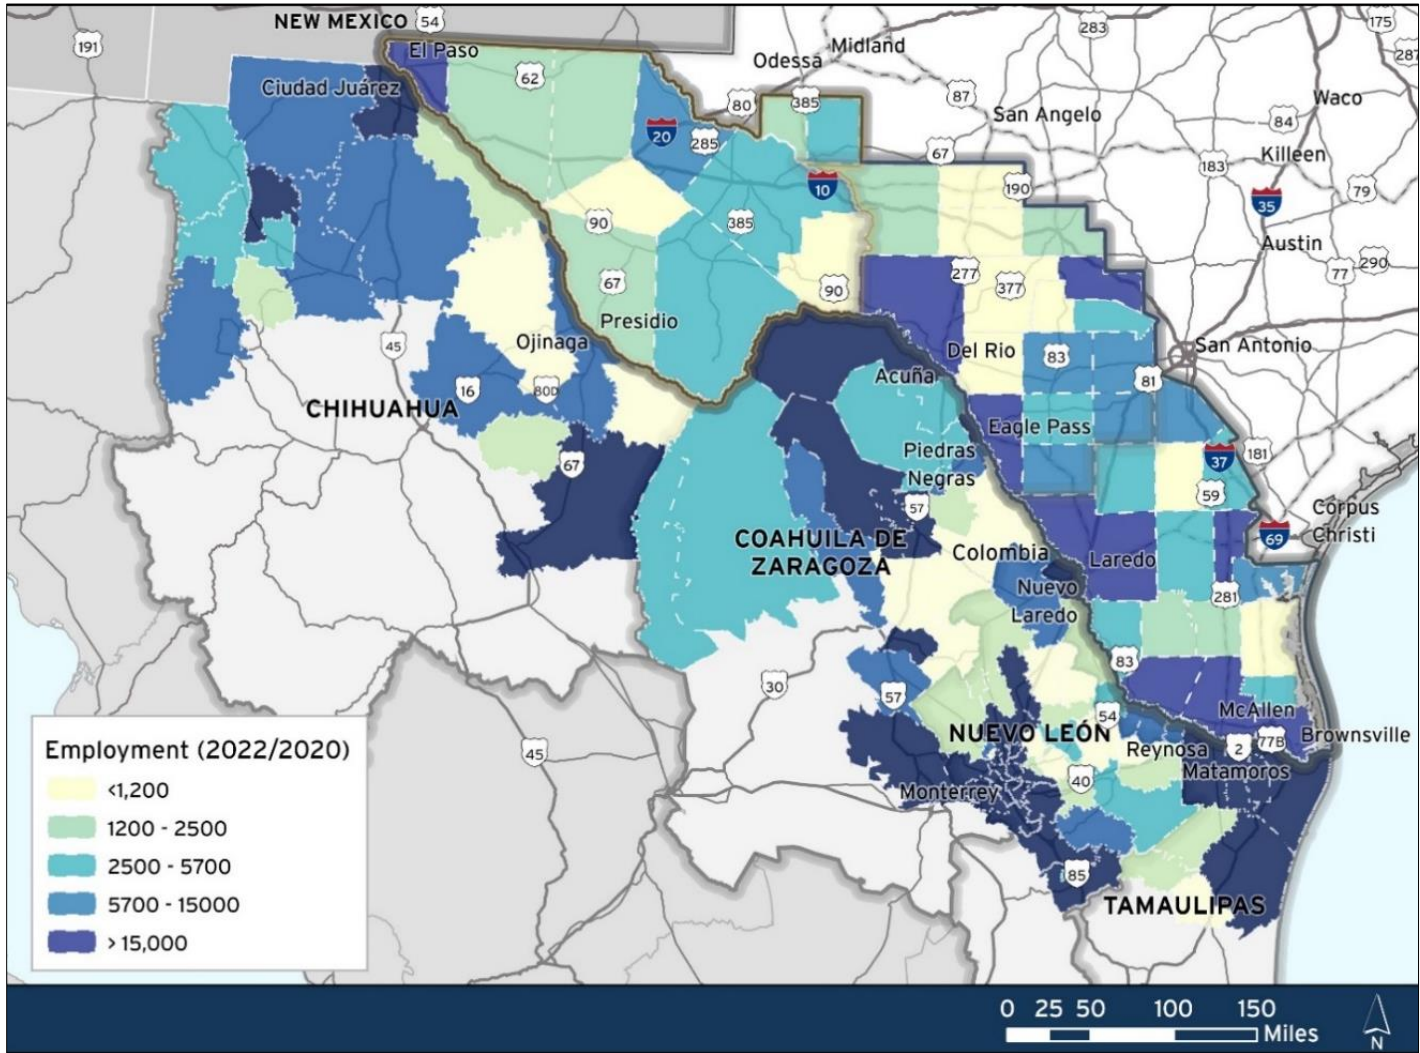 NEW MEXICO
54
191
El Paso
62
Ciudad Juárez
Odessa
Midland
283
175
287
80
385
87
San Angelo
Waco
84
Killeen
20
285
67
183
79
10
190
35
90
385
Austin
77
290
67
90
277
377
Presidio
45
Ojinaga
Del Rio
83
San Antonio
81
Acuña
16
80D
CHIHUAHUA
Eagle Pass
Piedras
Negras
37
181
67
59
57
Corpus
Christi
COAHUILA DE
ZARAGOZA
Colombia
Laredo
69
Nuevo
Laredo
281
83
30
57
54
McAllen
NUEVO LEÓN
Reynosa
2
77B
Brownsville
45
Matamoros
40
Monterrey
85
TAMAULIPAS
Employment (2022/2020)
<1,200
1200 - 2500
2500 - 5700
5700 - 15000
> 15,000
0 25 50 100 150
Miles
N